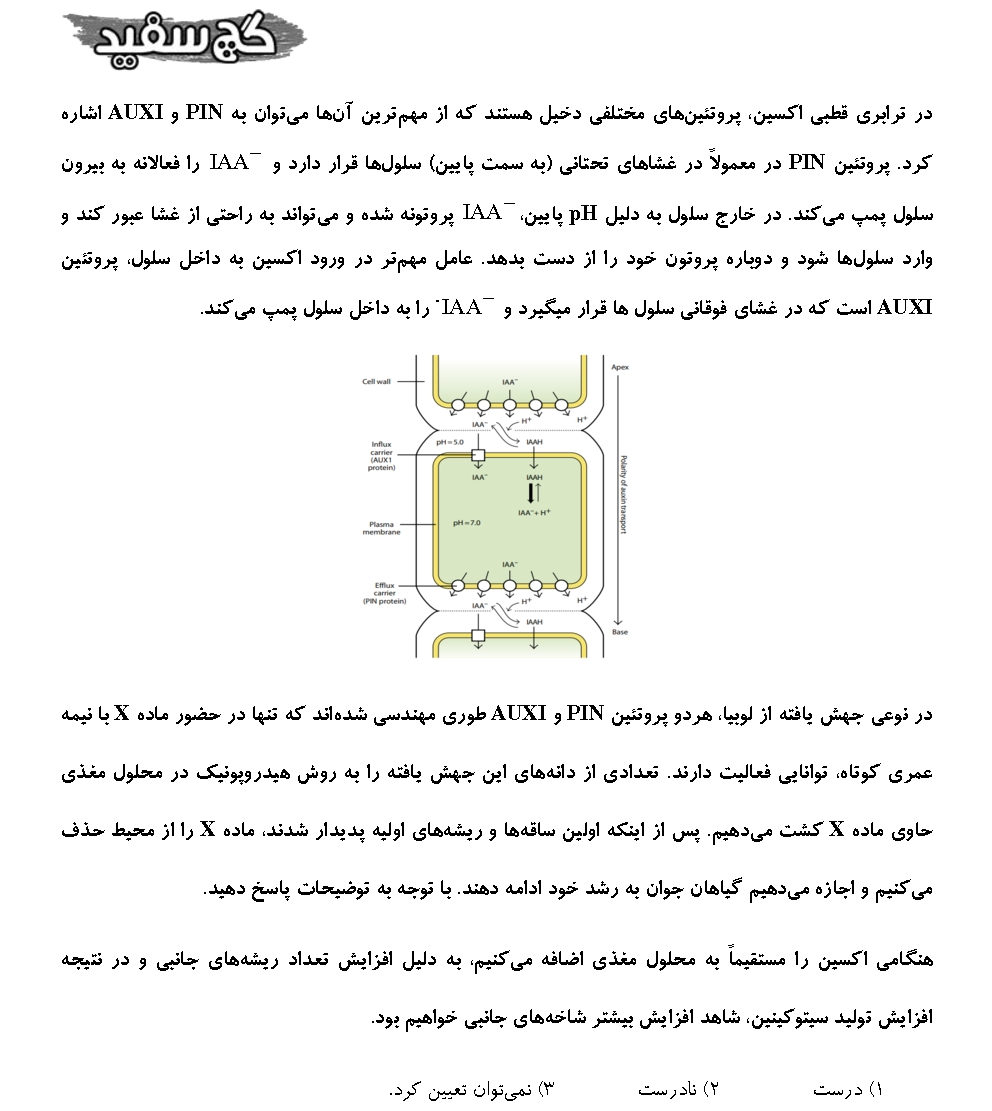 گچ سفید
در ترابری قطبی اکسین، پروتئین‌های مختلفی دخیل هستند که از مهم‌ترین آن‌ها می‌توان به PIN و AUXI اشاره
کرد. پروتئین PIN در معمولاً در غشاهای تحتانی (به سمت پایین) سلول‌ها قرار دارد و IAA⁻ را فعالانه به بیرون
سلول پمپ می‌کند. در خارج سلول به دلیل pH پایین، IAA⁻ پروتونه شده و می‌تواند به راحتی از غشا عبور کند و
وارد سلول‌ها شود و دوباره پروتون خود را از دست بدهد. عامل مهم‌تر در ورود اکسین به داخل سلول، پروتئین
AUXI است که در غشای فوقانی سلول ها قرار میگیرد و IAA⁻ را به داخل سلول پمپ می‌کند.
Cell wall
IAA⁻
Apex
IAA⁻
H⁺
H⁺
Influx
carrier
(AUX1
protein)
pH=5.0
IAAH
IAA⁻
IAAH
IAA⁻+ H⁺
Polarity of auxin transport
Plasma
membrane
pH=7.0
IAA⁻
Efflux
carrier
(PIN protein)
IAA⁻
H⁺
H⁺
IAAH
Base
در نوعی جهش یافته از لوبیا، هردو پروتئین PIN و AUXI طوری مهندسی شده‌اند که تنها در حضور ماده X با نیمه
عمری کوتاه، توانایی فعالیت دارند. تعدادی از دانه‌های این جهش یافته را به روش هیدروپونیک در محلول مغذی
حاوی ماده X کشت می‌دهیم. پس از اینکه اولین ساقه‌ها و ریشه‌های اولیه پدیدار شدند، ماده X را از محیط حذف
می‌کنیم و اجازه می‌دهیم گیاهان جوان به رشد خود ادامه دهند. با توجه به توضیحات پاسخ دهید.
هنگامی اکسین را مستقیماً به محلول مغذی اضافه می‌کنیم، به دلیل افزایش تعداد ریشه‌های جانبی و در نتیجه
افزایش تولید سیتوکینین، شاهد افزایش بیشتر شاخه‌های جانبی خواهیم بود.
۱) درست ۲) نادرست ۳) نمی‌توان تعیین کرد.